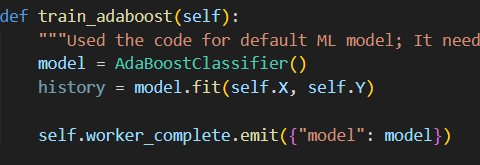 def train_adaboost(self):
"""Used the code for default ML model; It need
model = AdaBoostClassifier()
history = model.fit(self.X, self.Y)
self.worker_complete.emit({"model": model})